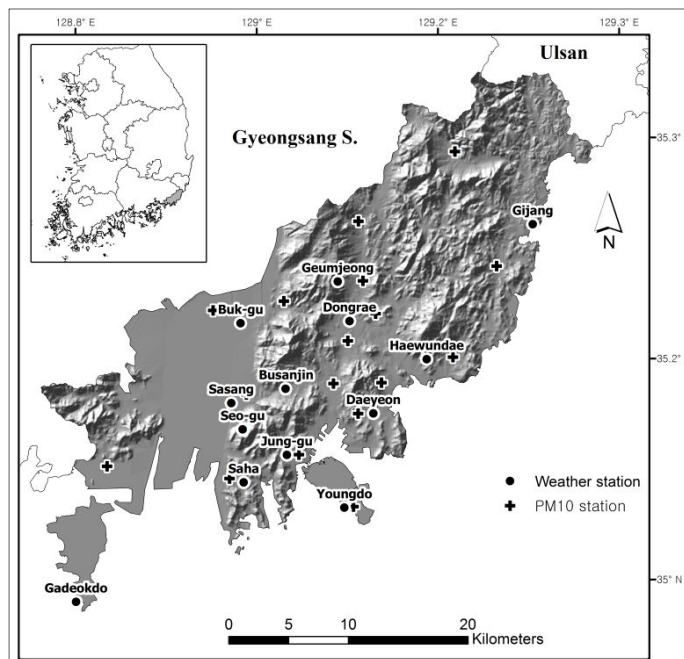 128.8°E
129°E
129.2°E
129.3°E
Ulsan
Gyeongsang S.
35.3°N
Gijang
N
Geumjeong
Buk-gu
Dongrae
Haewundae
35.2°N
Busanjin
Sasang
Daeyeon
Seo-gu
Jung-gu
Saha
Weather station
Youngdo
PM10 station
35°N
Gadeokdo
0 5 10 20
Kilometers